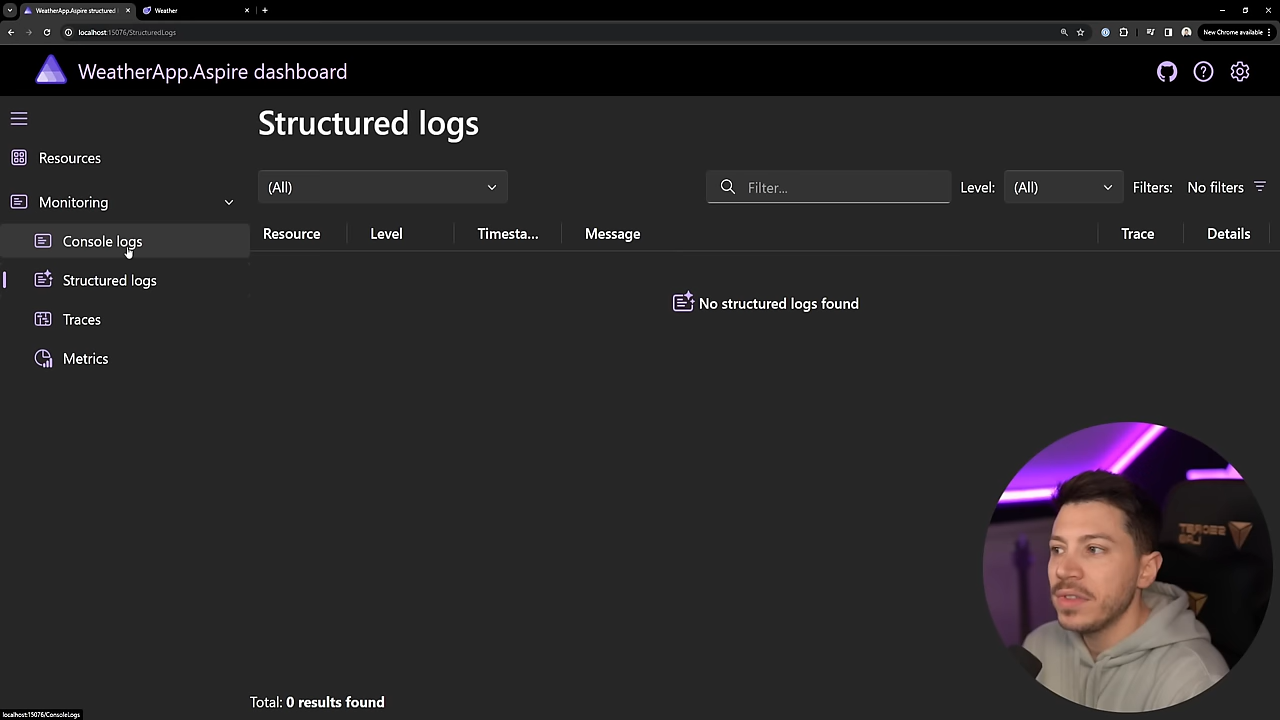 WeatherApp.Aspire structured
Weather
localhost:15076/StructuredLogs
New Chrome available
WeatherApp.Aspire dashboard
Structured logs
Resources
(All)
Filter...
Level:
(All)
Filters:
No filters
Monitoring
Resource
Level
Timesta...
Message
Trace
Details
Console logs
Structured logs
No structured logs found
Traces
Metrics
Total: 0 results found
localhost:15076/ConsoleLogs